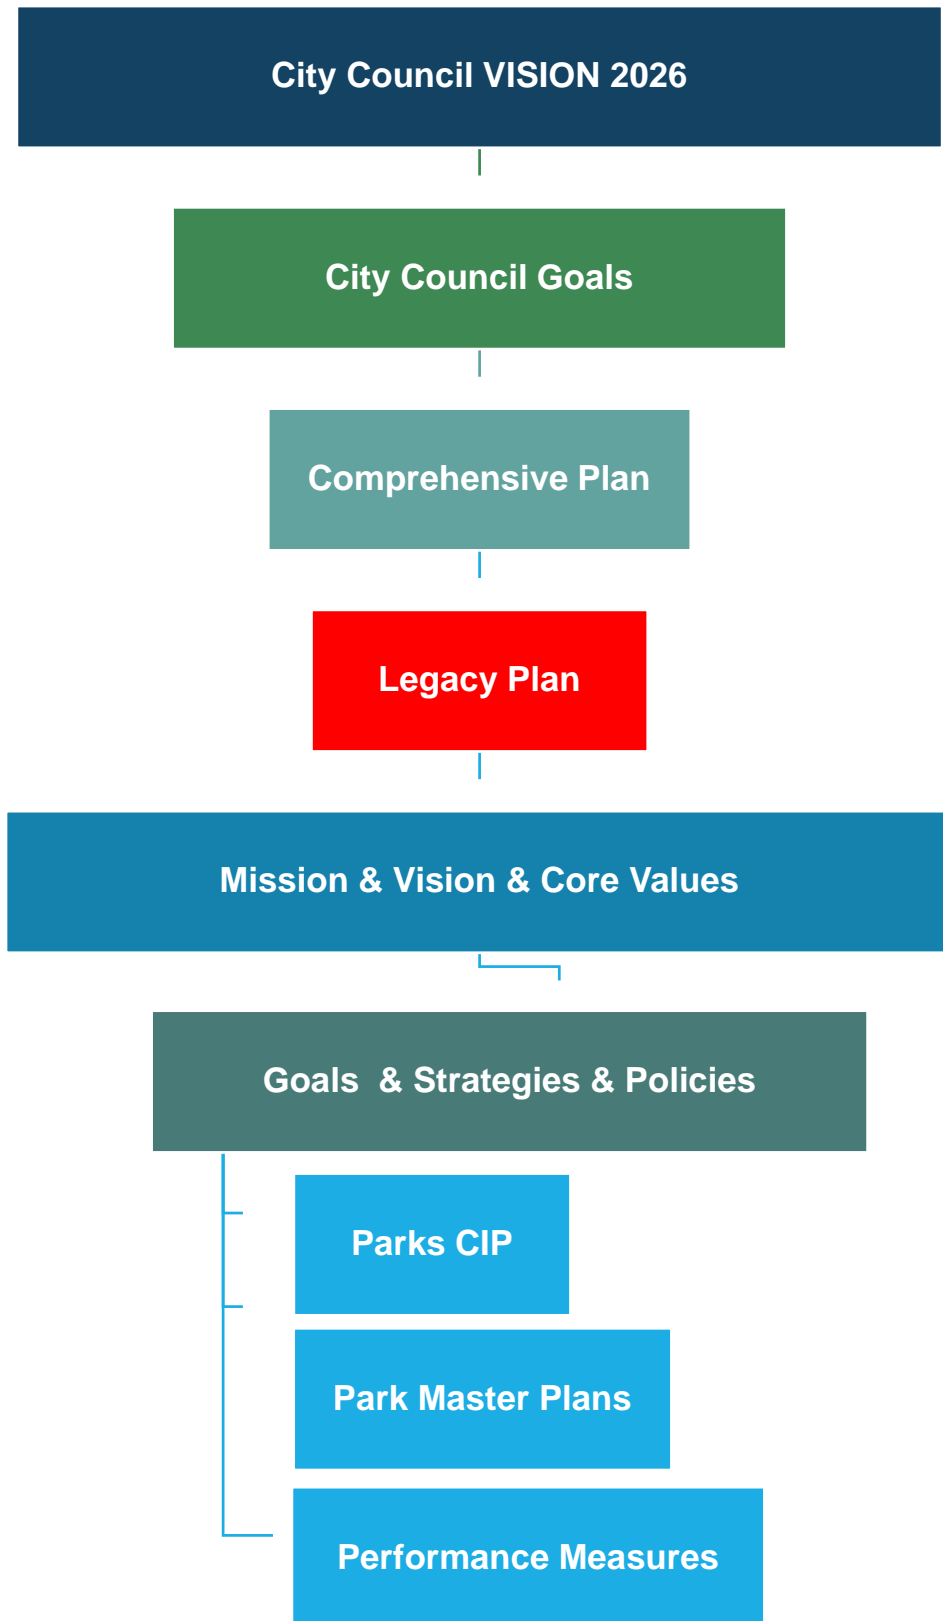 City Council VISION 2026
City Council Goals
Comprehensive Plan
Legacy Plan
Mission & Vision & Core Values
Goals  & Strategies & Policies
Parks CIP
Park Master Plans
Performance Measures